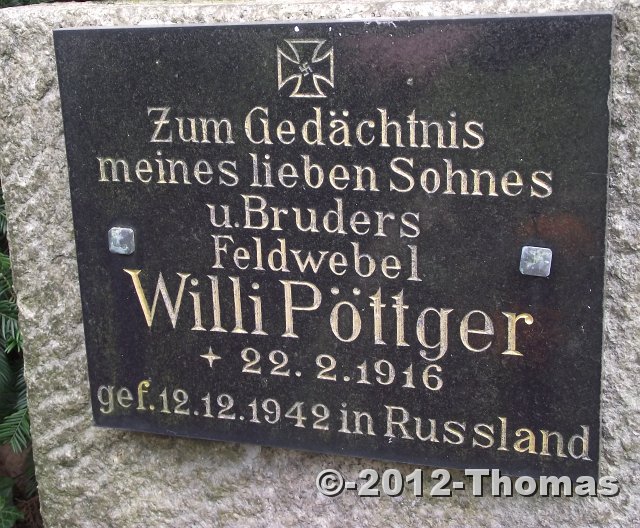 Zum Gedächtnis
meines lieben Sohnes
u.Bruders
Feldwebel
Willi Pöttger
+ 22. 2. 1916
gef. 12. 12. 1942 in Russland
©-2012-Thomas